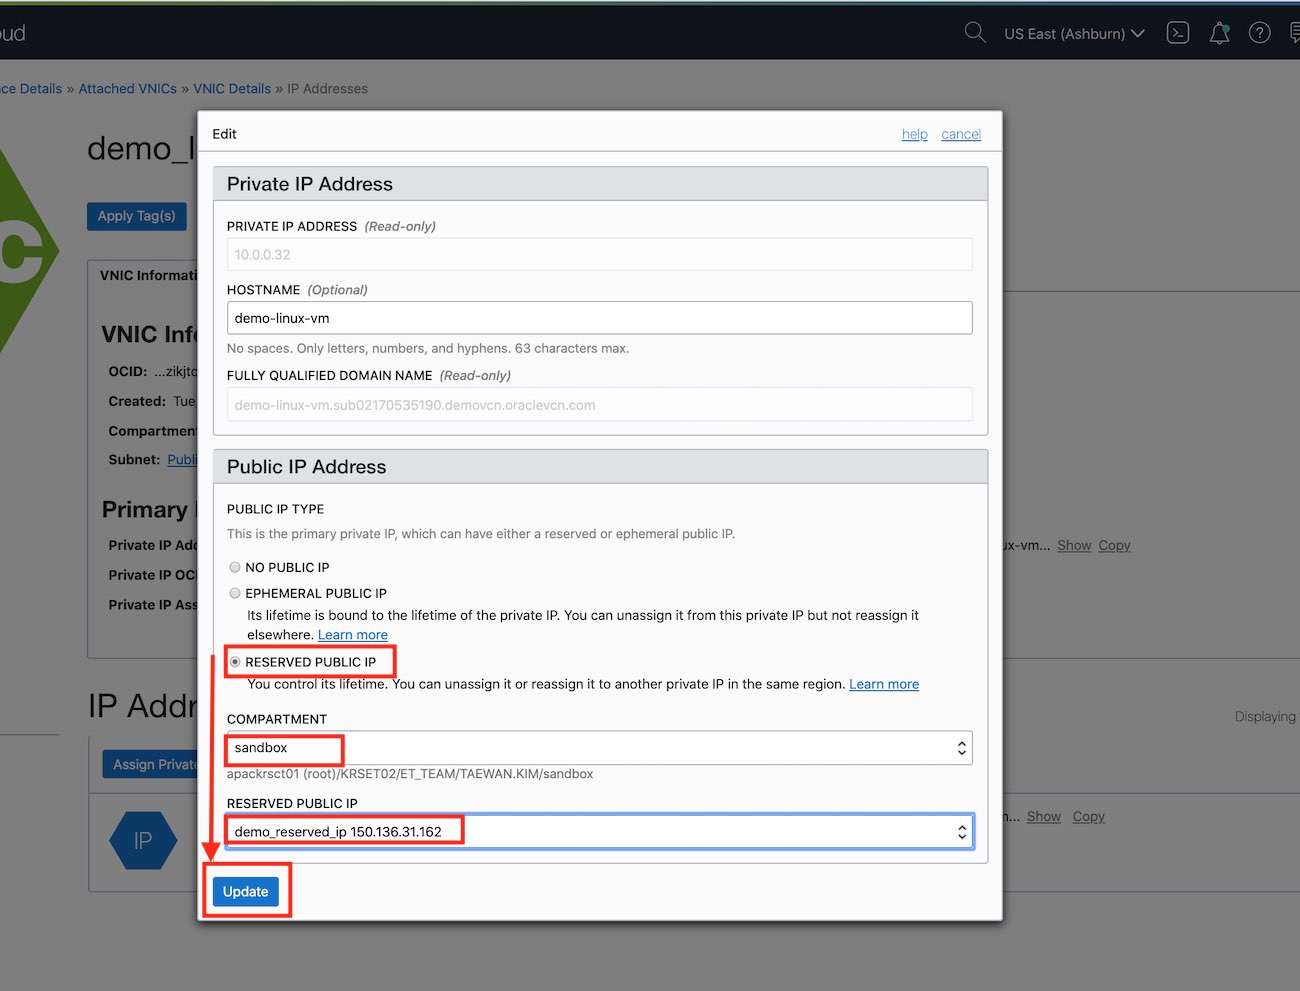 oud
US East (Ashburn)
ce Details » Attached VNICs » VNIC Details » IP Addresses
demo_l
Apply Tag(s)
C
VNIC Informati
VNIC Info
OCID: ...zikjtc
Created: Tue,
Compartment
Subnet: Publi
Primary
Private IP Add
Private IP OCI
Private IP Ass
ux-vm... Show Copy
IP Addr
Displaying
Assign Private
IP
n... Show Copy
Edit
help cancel
Private IP Address
PRIVATE IP ADDRESS (Read-only)
10.0.0.32
HOSTNAME (Optional)
demo-linux-vm
No spaces. Only letters, numbers, and hyphens. 63 characters max.
FULLY QUALIFIED DOMAIN NAME (Read-only)
demo-linux-vm.sub02170535190.demovcn.oraclevcn.com
Public IP Address
PUBLIC IP TYPE
This is the primary private IP, which can have either a reserved or ephemeral public IP.
NO PUBLIC IP
EPHEMERAL PUBLIC IP
Its lifetime is bound to the lifetime of the private IP. You can unassign it from this private IP but not reassign it
elsewhere. Learn more
RESERVED PUBLIC IP
You control its lifetime. You can unassign it or reassign it to another private IP in the same region. Learn more
COMPARTMENT
sandbox
apackrsct01 (root)/KRSET02/ET_TEAM/TAEWAN.KIM/sandbox
RESERVED PUBLIC IP
demo_reserved_ip 150.136.31.162
Update